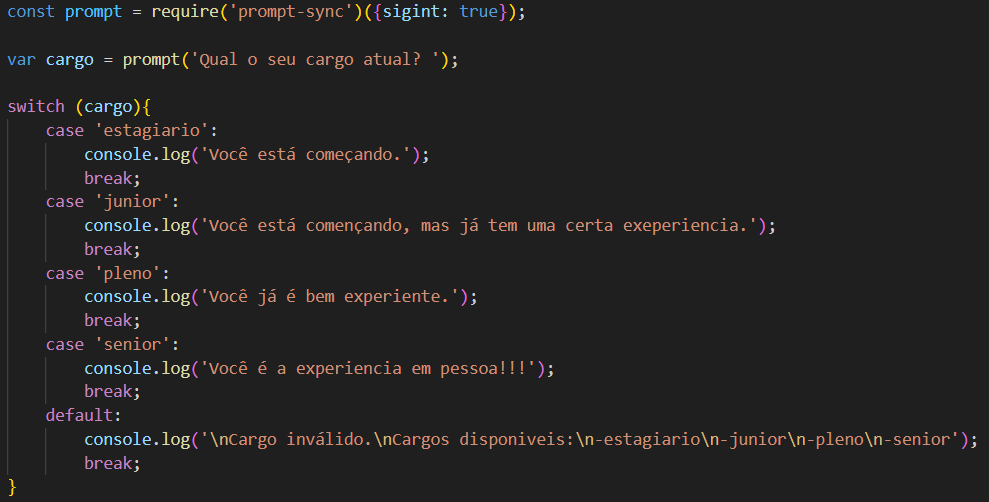 const prompt = require('prompt-sync')({sigint: true});
var cargo = prompt('Qual o seu cargo atual? ');
switch (cargo){
    case 'estagiario':
        console.log('Você está começando.');
        break;
    case 'junior':
        console.log('Você está começando, mas já tem uma certa exeperiencia.');
        break;
    case 'pleno':
        console.log('Você já é bem experiente.');
        break;
    case 'senior':
        console.log('Você é a experiencia em pessoa!!!');
        break;
    default:
        console.log('\nCargo inválido.\nCargos disponiveis:\n-estagiario\n-junior\n-pleno\n-senior');
        break;
}